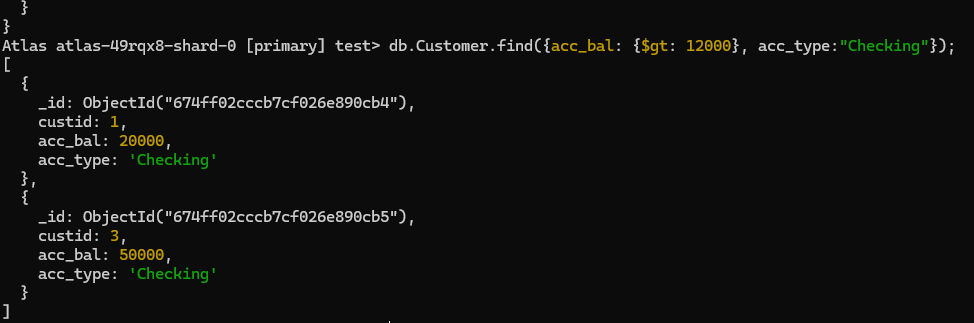 }
}
Atlas atlas-49rqx8-shard-0 [primary] test> db.Customer.find({acc_bal: {$gt: 12000}, acc_type:"Checking"});
[
  {
    _id: ObjectId("674ff02cccb7cf026e890cb4"),
    custid: 1,
    acc_bal: 20000,
    acc_type: 'Checking'
  },
  {
    _id: ObjectId("674ff02cccb7cf026e890cb5"),
    custid: 3,
    acc_bal: 50000,
    acc_type: 'Checking'
  }
]